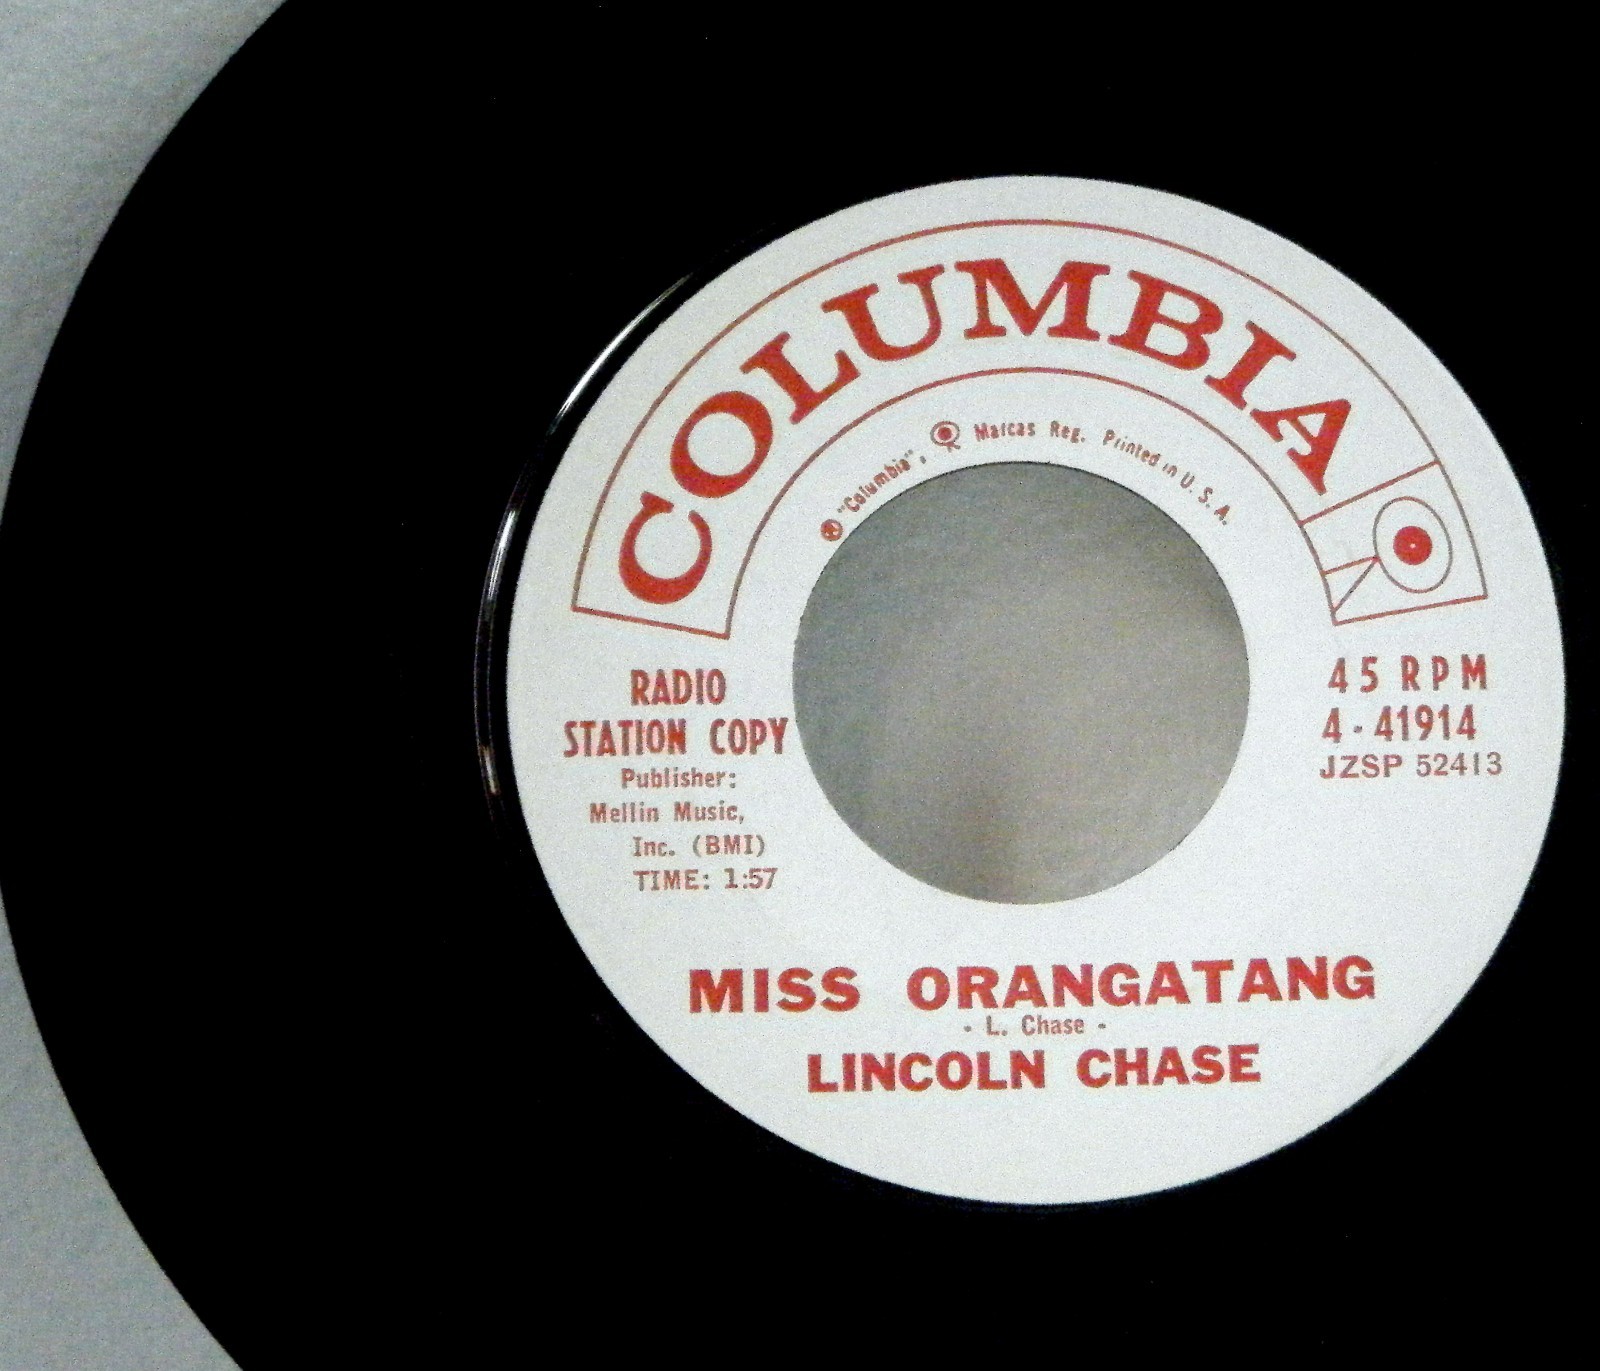 COLUMBIA
"Columbia", Marcas Reg. Printed in U. S. A.
RADIO
STATION COPY
Publisher:
Mellin Music,
Inc. (BMI)
TIME: 1:57
45 RPM
4-41914
JZSP 52413
MISS ORANGATANG
- L. Chase -
LINCOLN CHASE